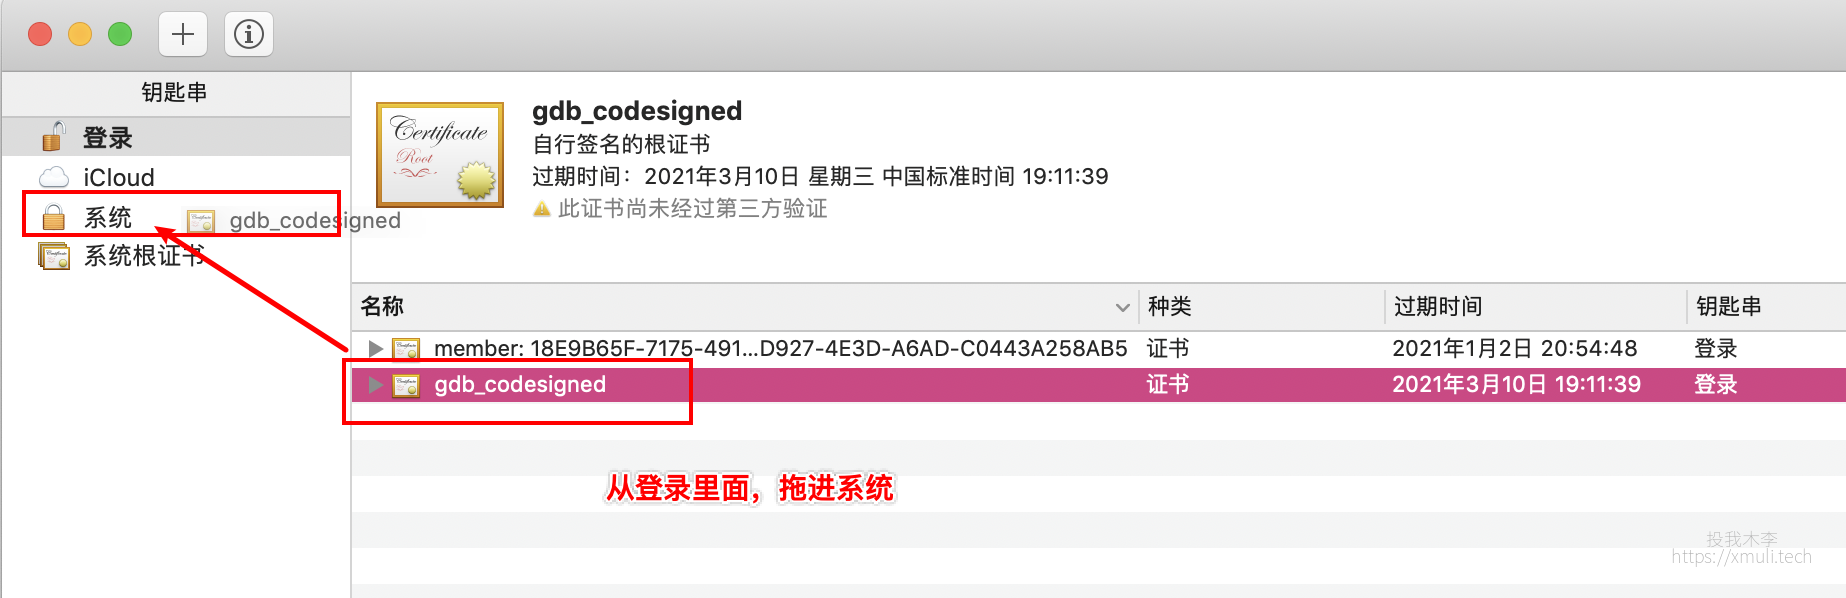 钥匙串
登录
iCloud
系统
gdb_codesigned
系统根证书
Certificate
Root
gdb_codesigned
自行签名的根证书
过期时间：2021年3月10日 星期三 中国标准时间 19:11:39
此证书尚未经过第三方验证
名称 种类 过期时间 钥匙串
member: 18E9B65F-7175-491...D927-4E3D-A6AD-C0443A258AB5 证书 2021年1月2日 20:54:48 登录
gdb_codesigned 证书 2021年3月10日 19:11:39 登录
从登录里面，拖进系统
投我木李
https://xmuli.tech